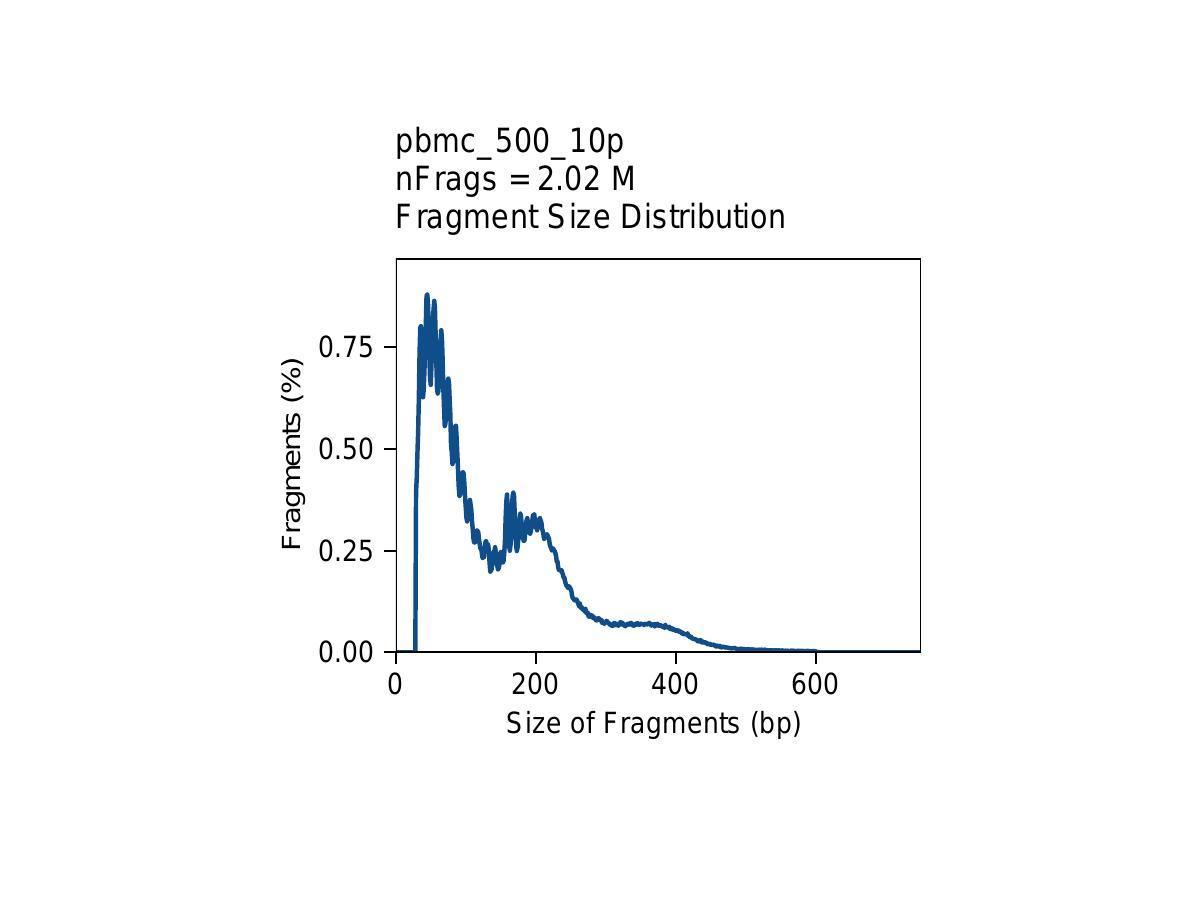 pbmc_500_10p
nFrags = 2.02 M
Fragment Size Distribution
Fragments (%)
0.75
0.50
0.25
0.00
0 200 400 600
Size of Fragments (bp)